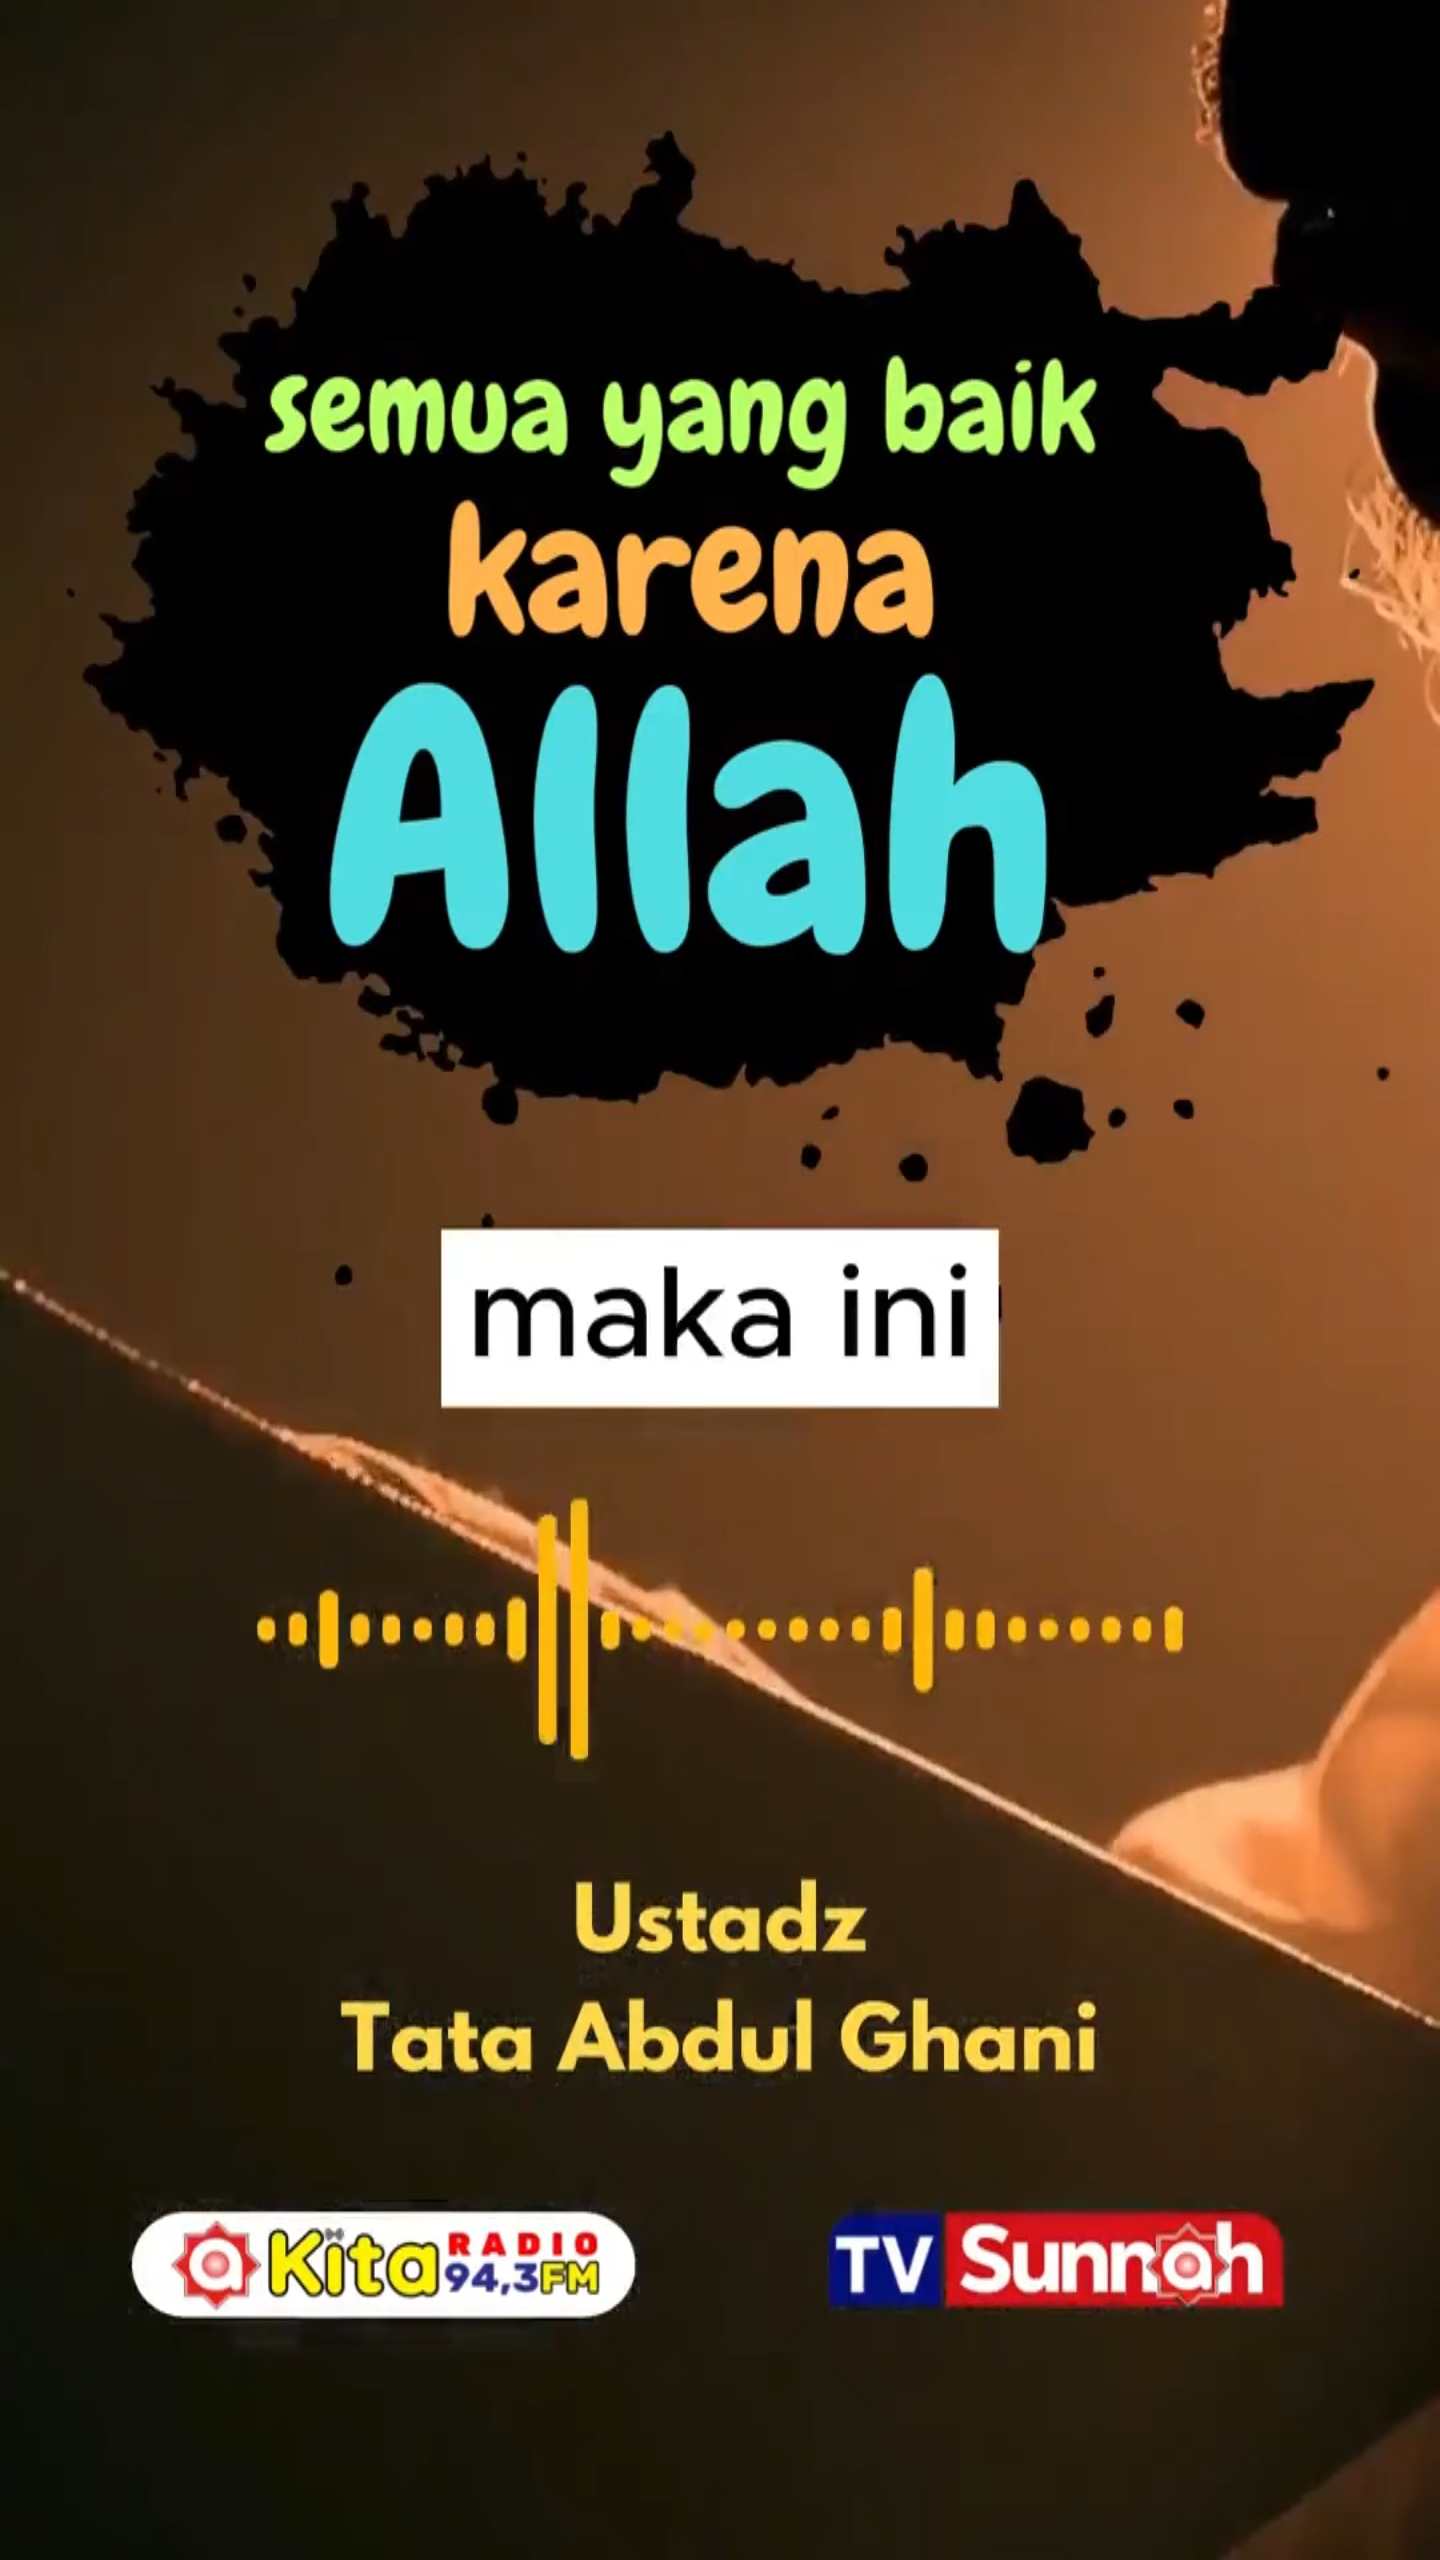 semua yang baik
karena
Allah
maka ini
Ustadz
Tata Abdul Ghani
a Kita RADIO
94,3FM
TV Sunnah